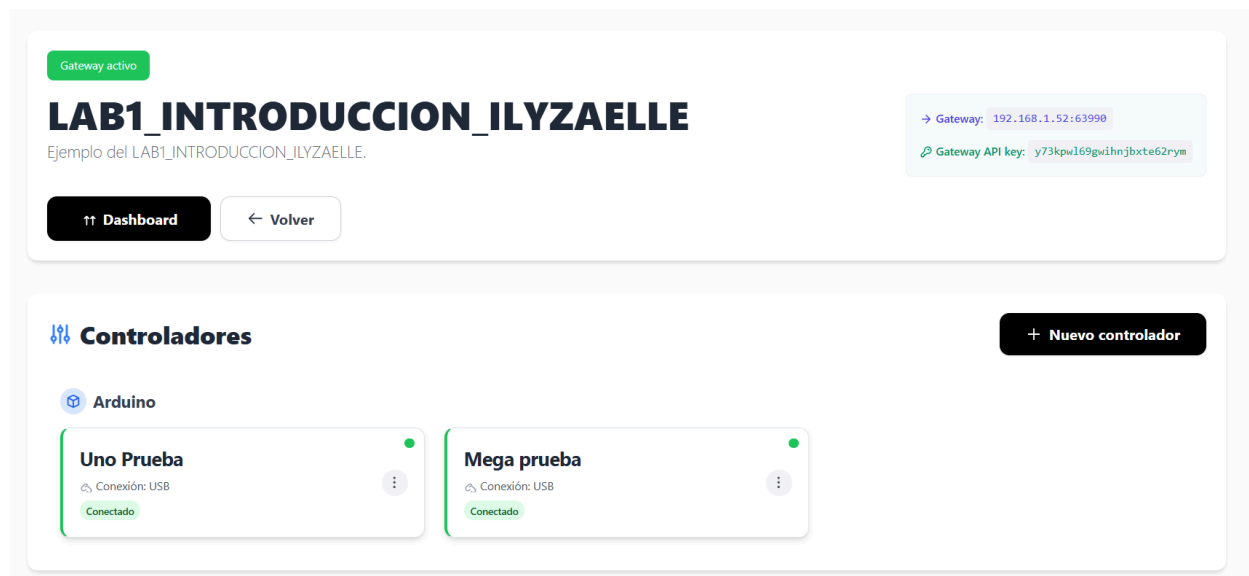 Gateway activo
LAB1_INTRODUCCION_ILYZAELLE
Ejemplo del LAB1_INTRODUCCION_ILYZAELLE.
→ Gateway: 192.168.1.52:63990
Gateway API key: y73kpwl69gwihnjbxte62rym
↑↑ Dashboard
← Volver
Controladores
+ Nuevo controlador
Arduino
Uno Prueba
Conexión: USB
Conectado
Mega prueba
Conexión: USB
Conectado